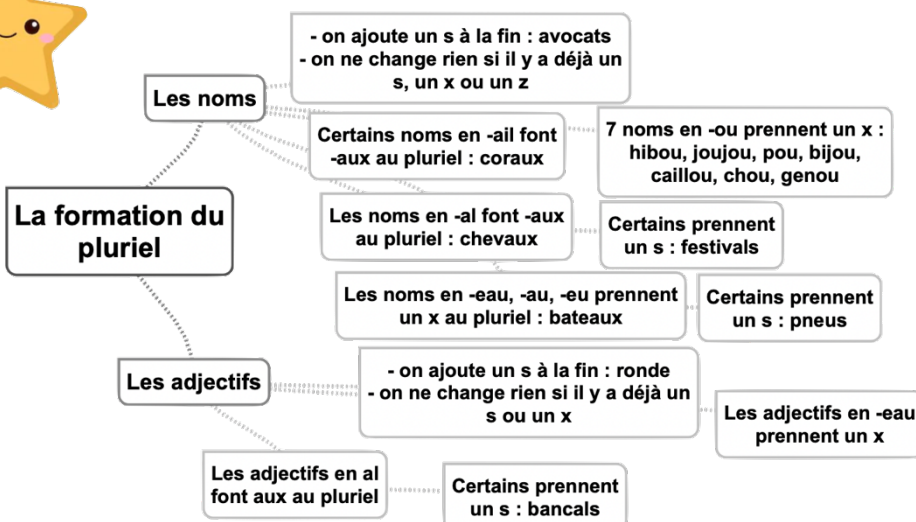 La formation du
pluriel
Les noms
- on ajoute un s à la fin : avocats
- on ne change rien si il y a déjà un
s, un x ou un z
Certains noms en -ail font
-aux au pluriel : coraux
7 noms en -ou prennent un x :
hibou, joujou, pou, bijou,
caillou, chou, genou
Les noms en -al font -aux
au pluriel : chevaux
Certains prennent
un s : festivals
Les noms en -eau, -au, -eu prennent
un x au pluriel : bateaux
Certains prennent
un s : pneus
Les adjectifs
- on ajoute un s à la fin : ronde
- on ne change rien si il y a déjà un
s ou un x
Les adjectifs en -eau
prennent un x
Les adjectifs en al
font aux au pluriel
Certains prennent
un s : bancals